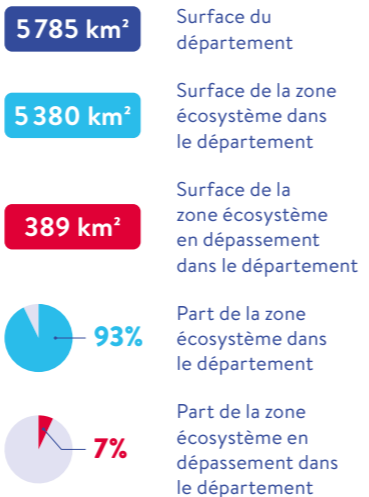 5 785 km²
Surface du
département
5 380 km²
Surface de la zone
écosystème dans
le département
389 km²
Surface de la
zone écosystème
en dépassement
dans le département
93%
Part de la zone
écosystème dans
le département
7%
Part de la zone
écosystème en
dépassement dans
le département